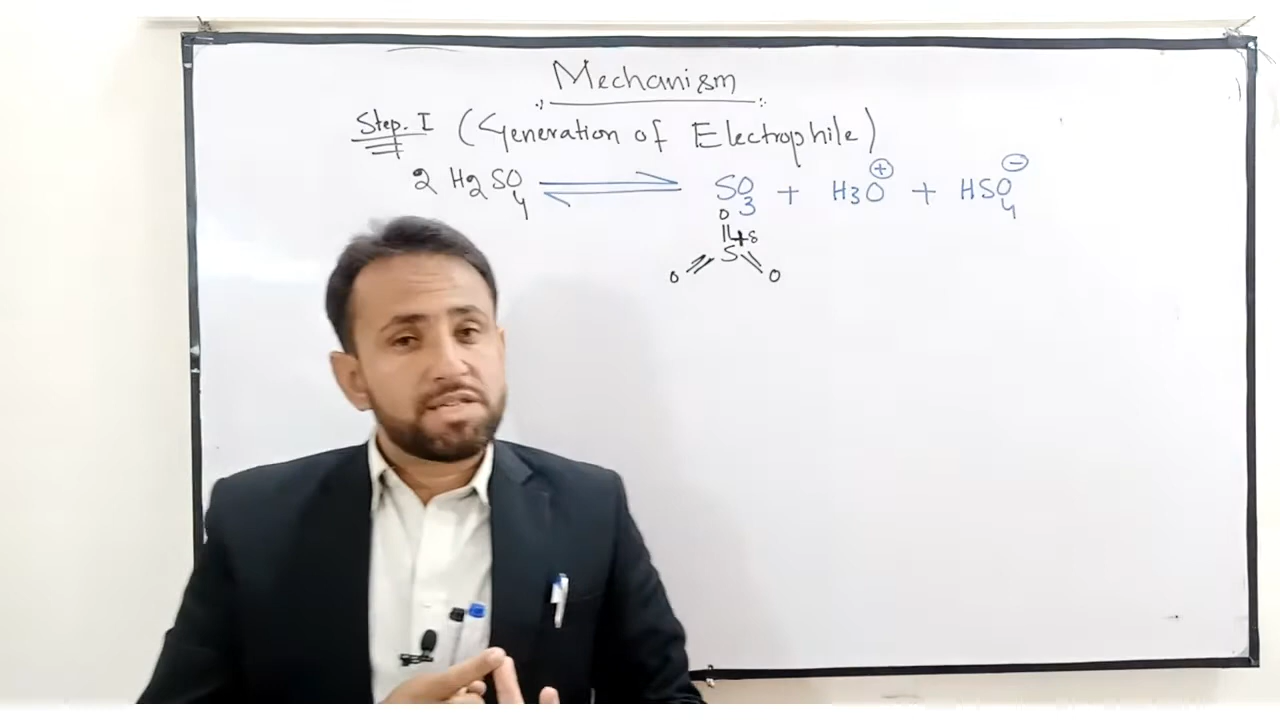 Mechanism
Step. I (Generation of Electrophile)
2 H2SO4 ⇌ SO3 + H3O⊕ + HSO4⊖
O
+δ
S
O O